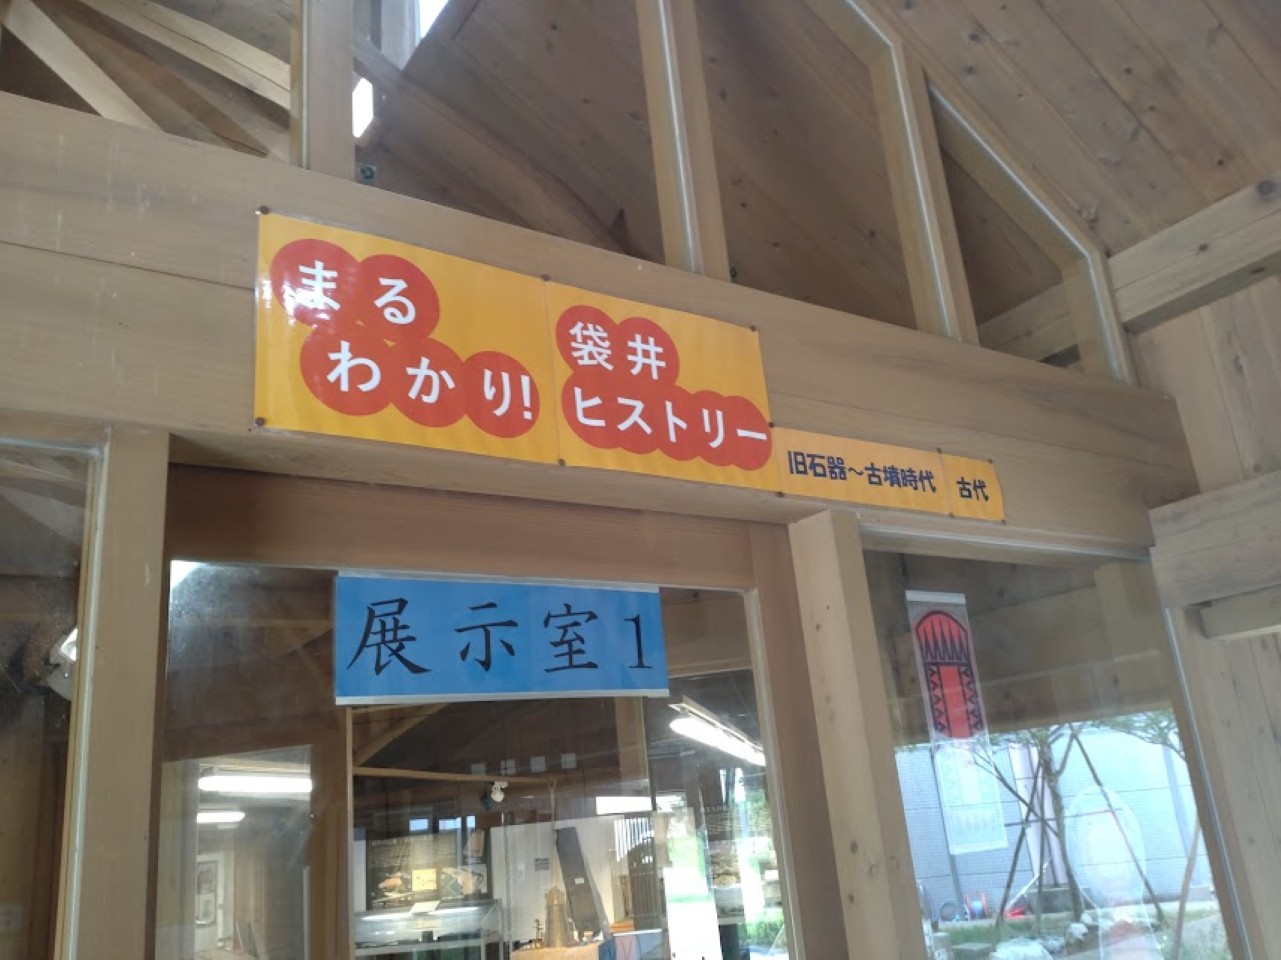 まる
わかり!
袋井
ヒストリー
旧石器～古墳時代 古代
展示室1